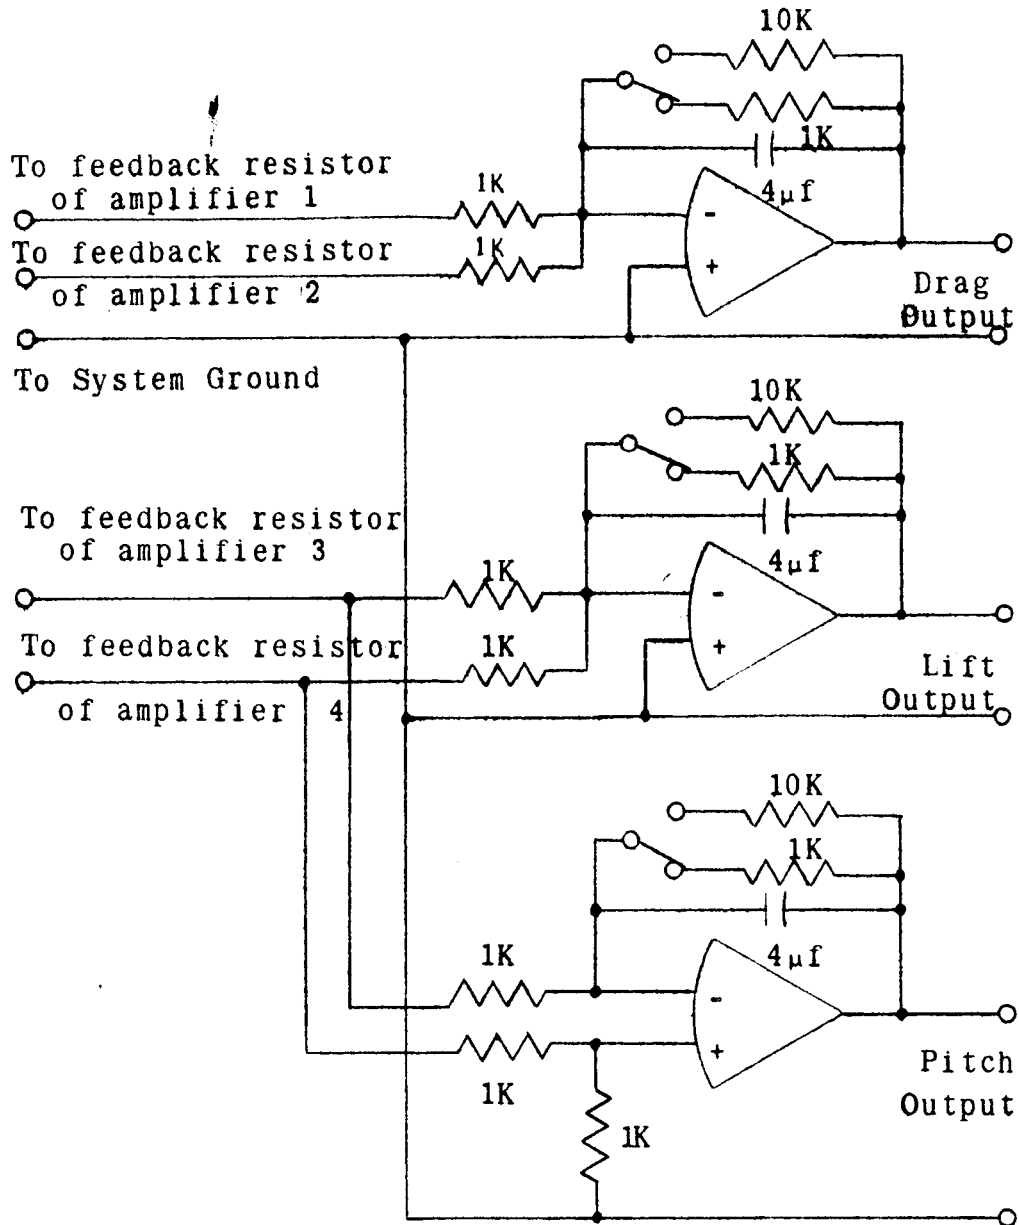 10K
1K
4μf
To feedback resistor
of amplifier 1
1K
-
To feedback resistor
1K
+
of amplifier 2
Drag
Output
To System Ground
10K
1K
4μf
To feedback resistor
of amplifier 3
1K
-
To feedback resistor
1K
+
of amplifier 4
Lift
Output
10K
1K
4μf
1K
-
+
1K
Pitch
Output
1K